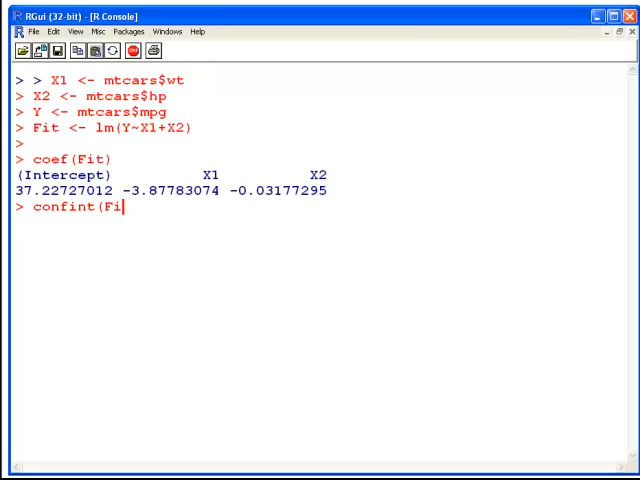 RGui (32-bit) - [R Console]
R File Edit View Misc Packages Windows Help
STOP
> > X1 <- mtcars$wt
> X2 <- mtcars$hp
> Y <- mtcars$mpg
> Fit <- lm(Y~X1+X2)
>
> coef(Fit)
(Intercept) X1 X2
37.22727012 -3.87783074 -0.03177295
> confint(Fi